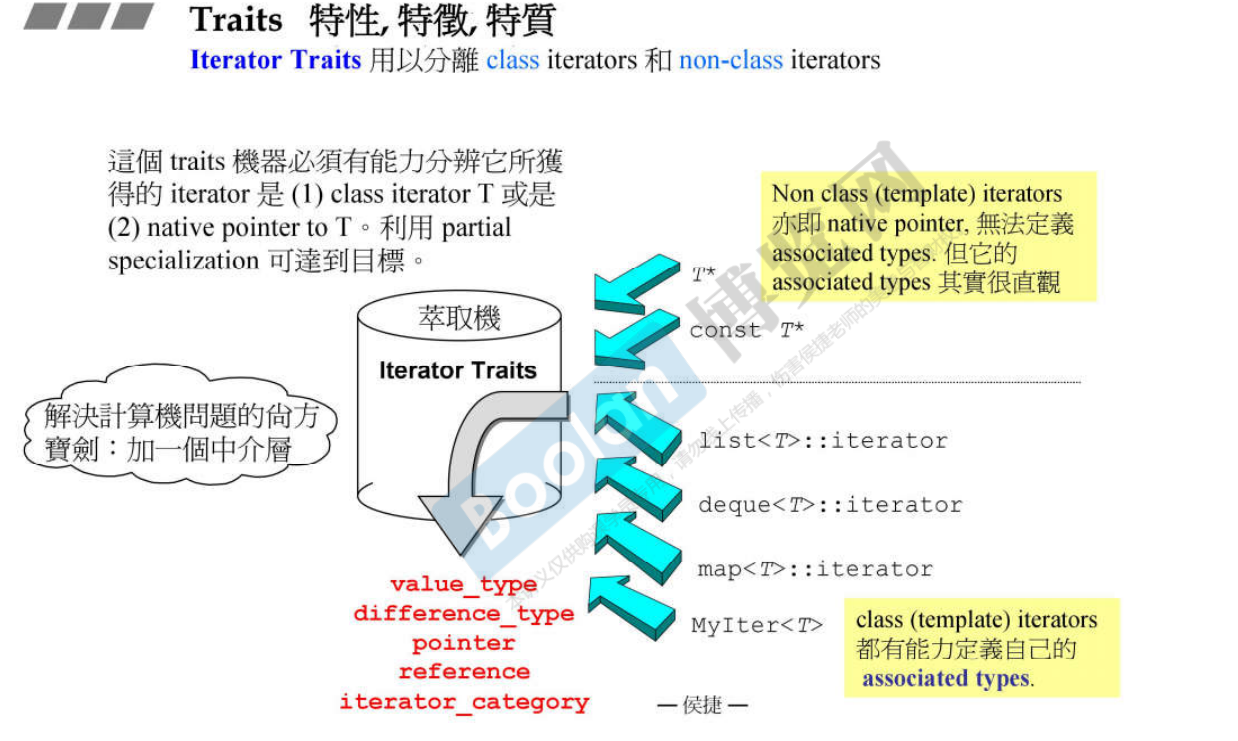 Traits 特性, 特徵, 特質
Iterator Traits 用以分離 class iterators 和 non-class iterators
這個 traits 機器必須有能力分辨它所獲
得的 iterator 是 (1) class iterator T 或是
(2) native pointer to T。利用 partial
specialization 可達到目標。
Non class (template) iterators
亦即 native pointer, 無法定義
associated types. 但它的
associated types 其實很直觀
T*
const T*
萃取機
Iterator Traits
解決計算機問題的尚方
寶劍：加一個中介層
list<T>::iterator
deque<T>::iterator
map<T>::iterator
MyIter<T>
value_type
difference_type
pointer
reference
iterator_category
class (template) iterators
都有能力定義自己的
associated types.
— 侯捷 —
Boolan 博览网